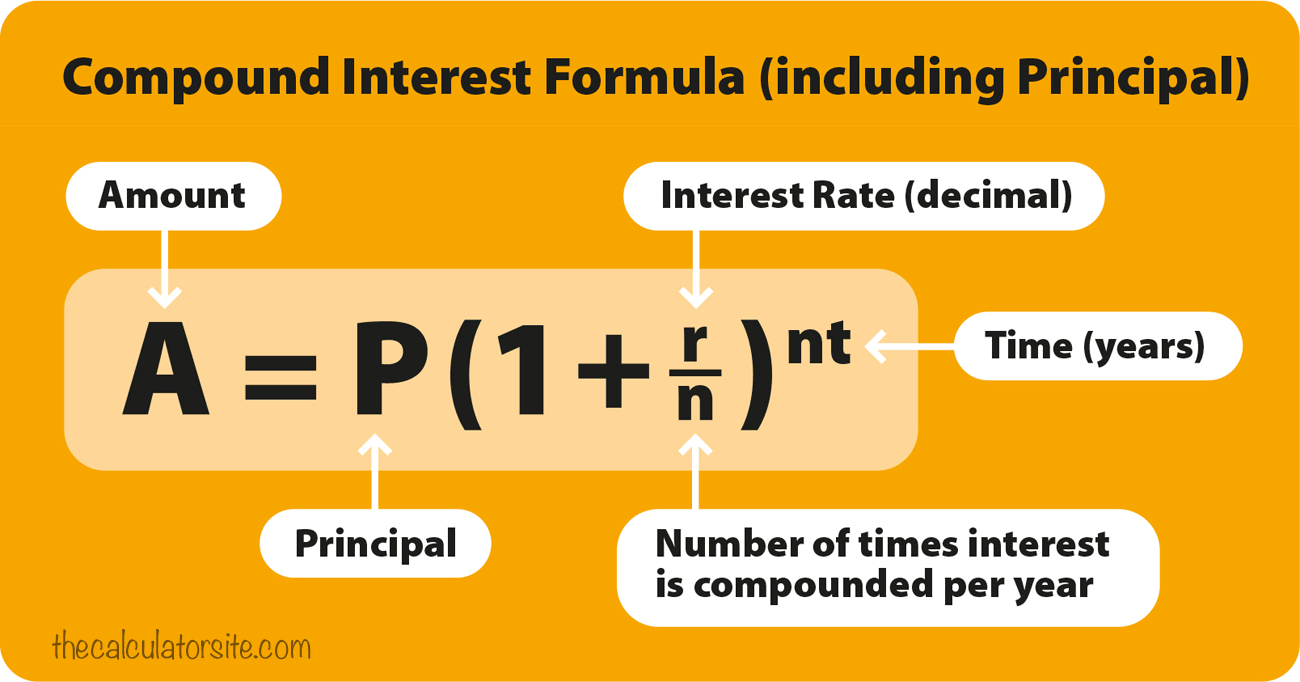 Compound Interest Formula (including Principal)
Amount
Interest Rate (decimal)
A = P(1 + r/n)^nt
Time (years)
Principal
Number of times interest
is compounded per year
thecalculatorsite.com